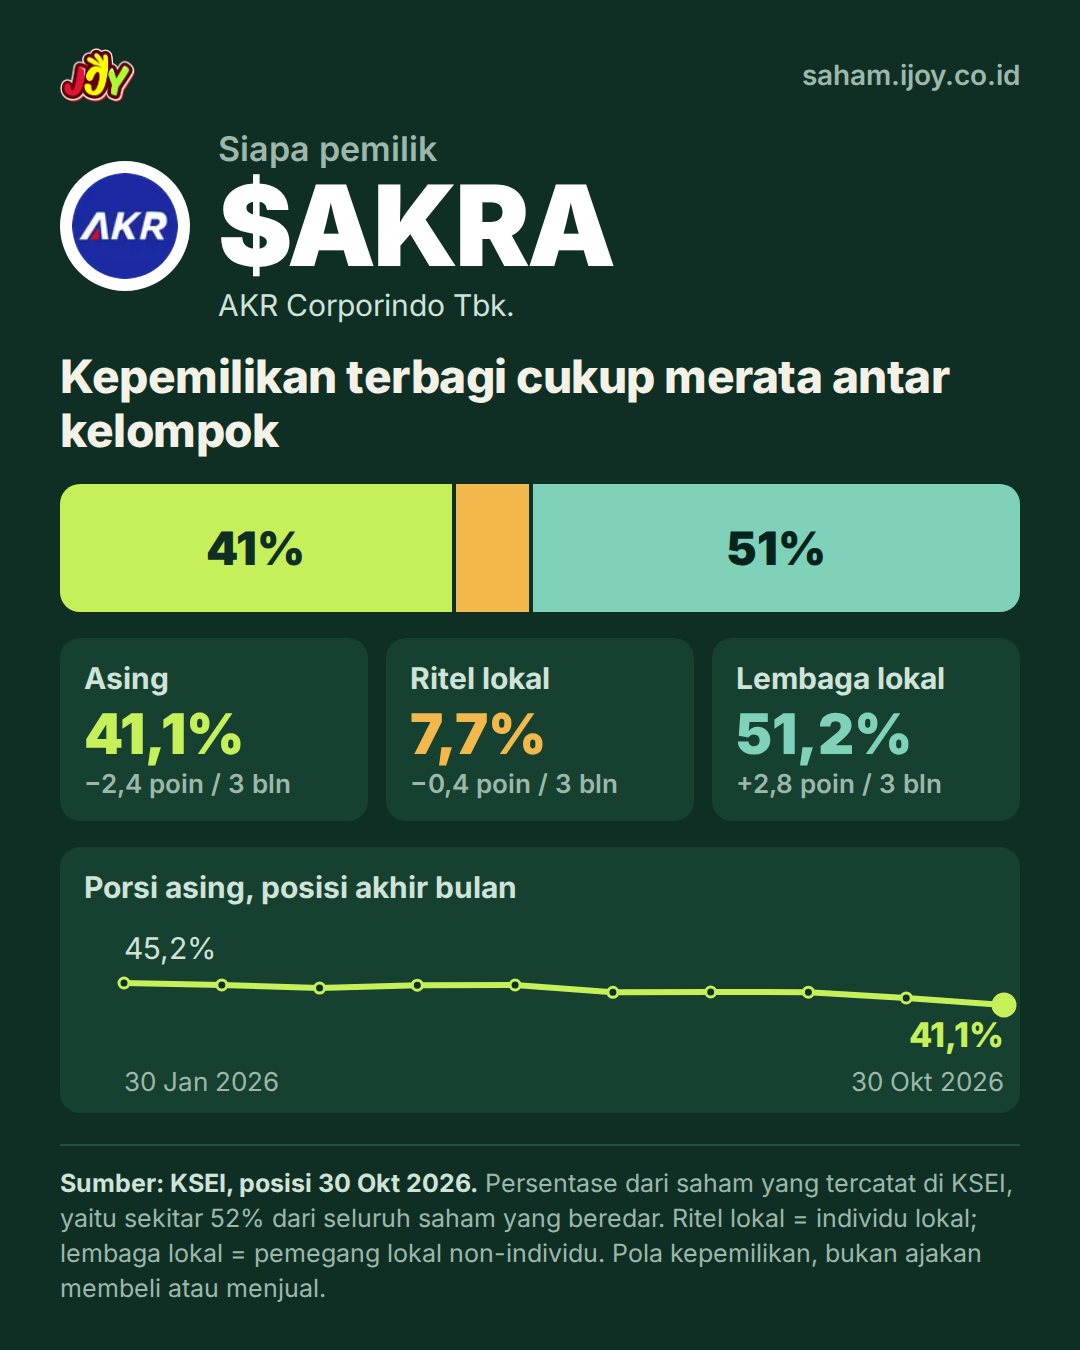 JOY
saham.ijoy.co.id
Siapa pemilik
$AKRA
AKR
AKR Corporindo Tbk.
Kepemilikan terbagi cukup merata antar
kelompok
41%
51%
Asing
41,1%
−2,4 poin / 3 bln
Ritel lokal
7,7%
−0,4 poin / 3 bln
Lembaga lokal
51,2%
+2,8 poin / 3 bln
Porsi asing, posisi akhir bulan
45,2%
41,1%
30 Jan 2026
30 Okt 2026
Sumber: KSEI, posisi 30 Okt 2026. Persentase dari saham yang tercatat di KSEI,
yaitu sekitar 52% dari seluruh saham yang beredar. Ritel lokal = individu lokal;
lembaga lokal = pemegang lokal non-individu. Pola kepemilikan, bukan ajakan
membeli atau menjual.